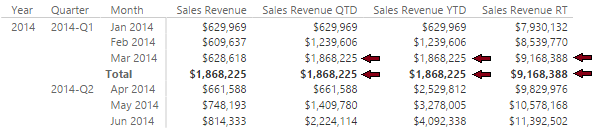 Year Quarter Month Sales Revenue Sales Revenue QTD Sales Revenue YTD Sales Revenue RT
2014 2014-Q1 Jan 2014 $629,969 $629,969 $629,969 $7,930,132
Feb 2014 $609,637 $1,239,606 $1,239,606 $8,539,770
Mar 2014 $628,618 $1,868,225 $1,868,225 $9,168,388
Total $1,868,225 $1,868,225 $1,868,225 $9,168,388
2014-Q2 Apr 2014 $661,588 $661,588 $2,529,812 $9,829,976
May 2014 $748,193 $1,409,780 $3,278,005 $10,578,168
Jun 2014 $814,333 $2,224,114 $4,092,338 $11,392,502